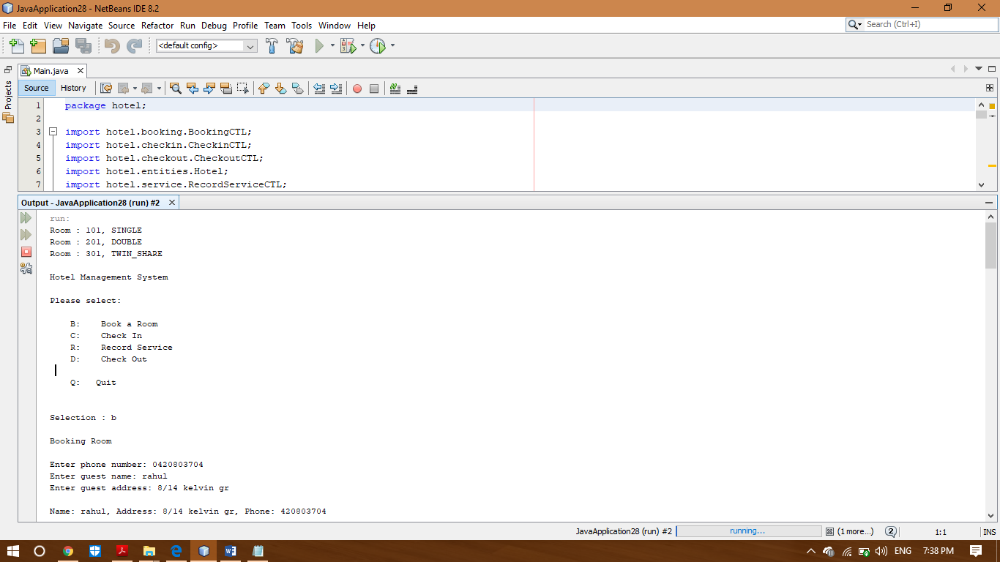 JavaApplication28 - NetBeans IDE 8.2
File Edit View Navigate Source Refactor Run Debug Profile Team Tools Window Help
Search (Ctrl+I)
<default config>
Projects
Main.java
Source History
1 package hotel;
2
3 import hotel.booking.BookingCTL;
4 import hotel.checkin.CheckinCTL;
5 import hotel.checkout.CheckoutCTL;
6 import hotel.entities.Hotel;
7 import hotel.service.RecordServiceCTL;
Output - JavaApplication28 (run) #2
run:
Room : 101, SINGLE
Room : 201, DOUBLE
Room : 301, TWIN_SHARE
Hotel Management System
Please select:
B: Book a Room
C: Check In
R: Record Service
D: Check Out
Q: Quit
Selection : b
Booking Room
Enter phone number: 0420803704
Enter guest name: rahul
Enter guest address: 8/14 kelvin gr
Name: rahul, Address: 8/14 kelvin gr, Phone: 420803704
JavaApplication28 (run) #2 running... (1 more...) 2 1:1 INS
ENG 7:38 PM